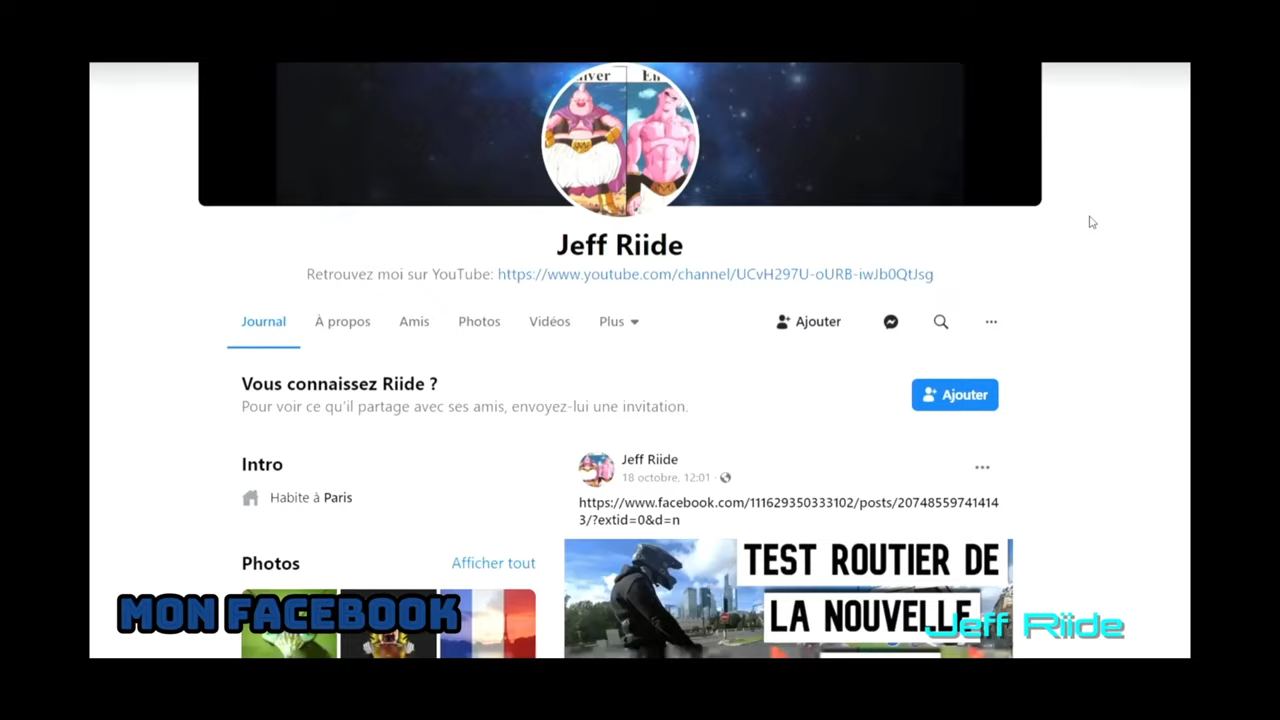 Jeff Riide
Retrouvez moi sur YouTube: https://www.youtube.com/channel/UCvH297U-oURB-iwJb0QtJsg
Journal À propos Amis Photos Vidéos Plus Ajouter
Vous connaissez Riide ?
Pour voir ce qu'il partage avec ses amis, envoyez-lui une invitation.
Ajouter
Intro
Habite à Paris
Photos Afficher tout
Jeff Riide
18 octobre, 12:01 ·
https://www.facebook.com/111629350333102/posts/20748559741414
3/?extid=0&d=n
TEST ROUTIER DE
LA NOUVELLE
MON FACEBOOK
Jeff Riide